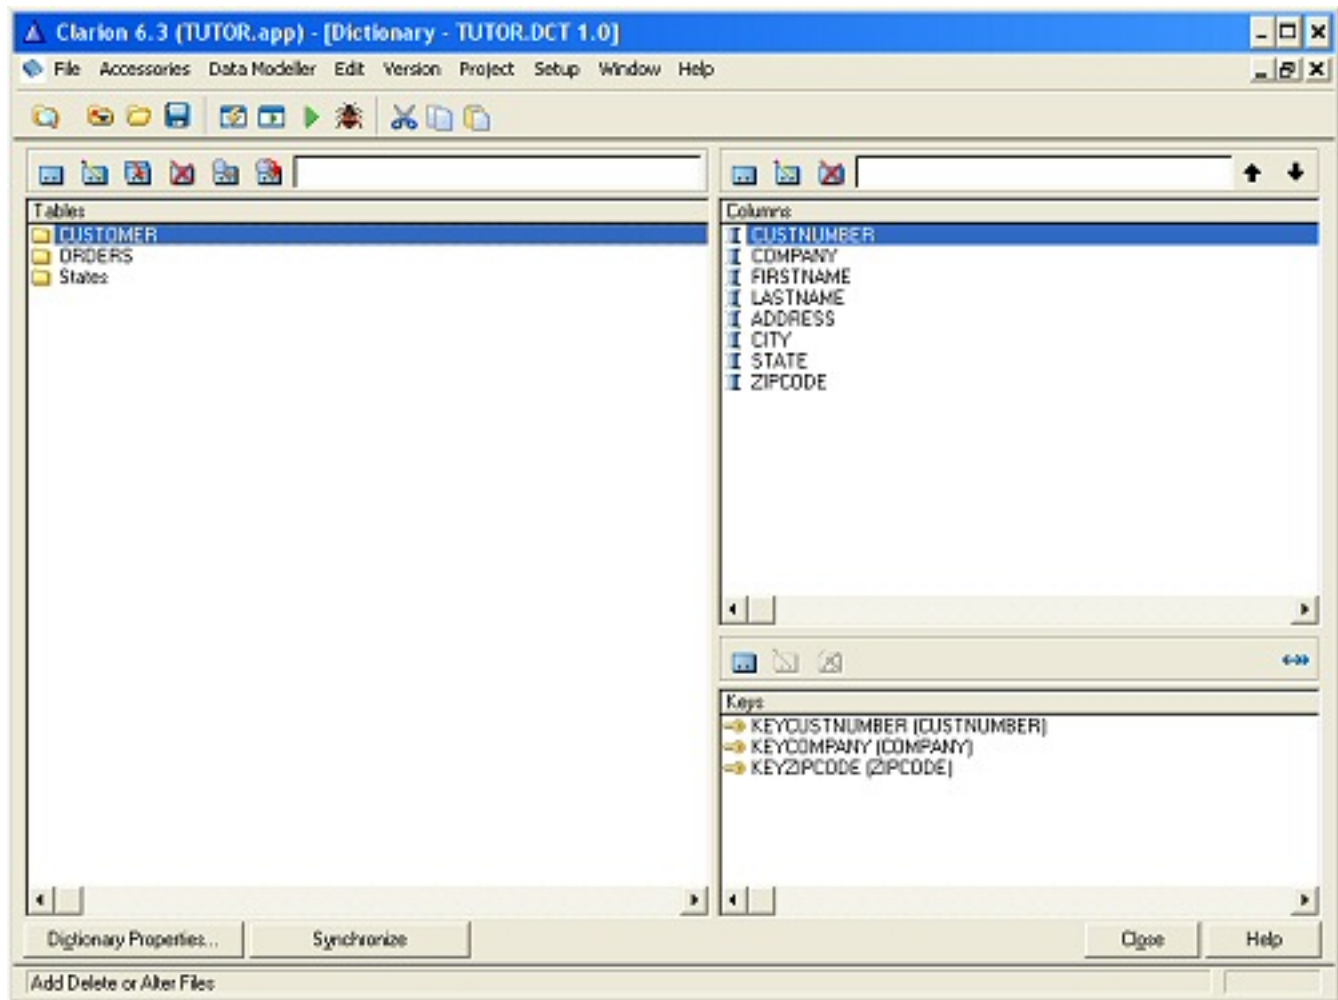 Clarion 6.3 (TUTOR.app) - [Dictionary - TUTOR.DCT 1.0]
File Accessories Data Modeller Edit Version Project Setup Window Help
Tables
CUSTOMER
ORDERS
States
Columns
CUSTNUMBER
COMPANY
FIRSTNAME
LASTNAME
ADDRESS
CITY
STATE
ZIPCODE
Keys
KEYCUSTNUMBER (CUSTNUMBER)
KEYCOMPANY (COMPANY)
KEYZIPCODE (ZIPCODE)
Dictionary Properties... Synchronize Close Help
Add Delete or Alter Files